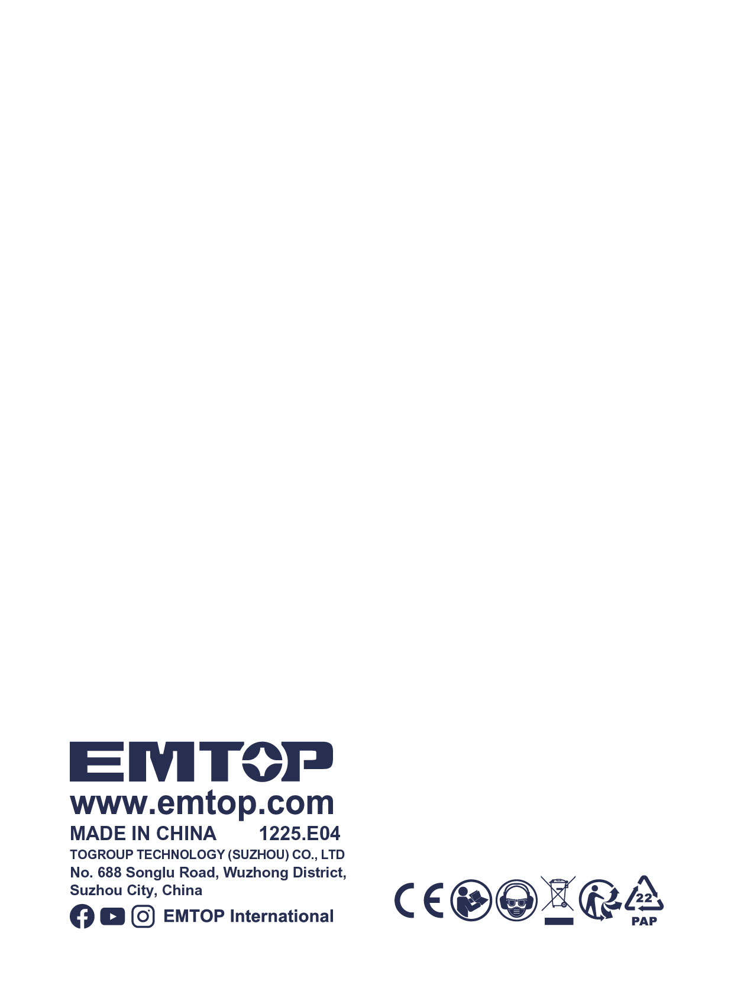 EMTOP
www.emtop.com
MADE IN CHINA 1225.E04
TOGROUP TECHNOLOGY (SUZHOU) CO., LTD
No. 688 Songlu Road, Wuzhong District,
Suzhou City, China
EMTOP International
CE
22
PAP